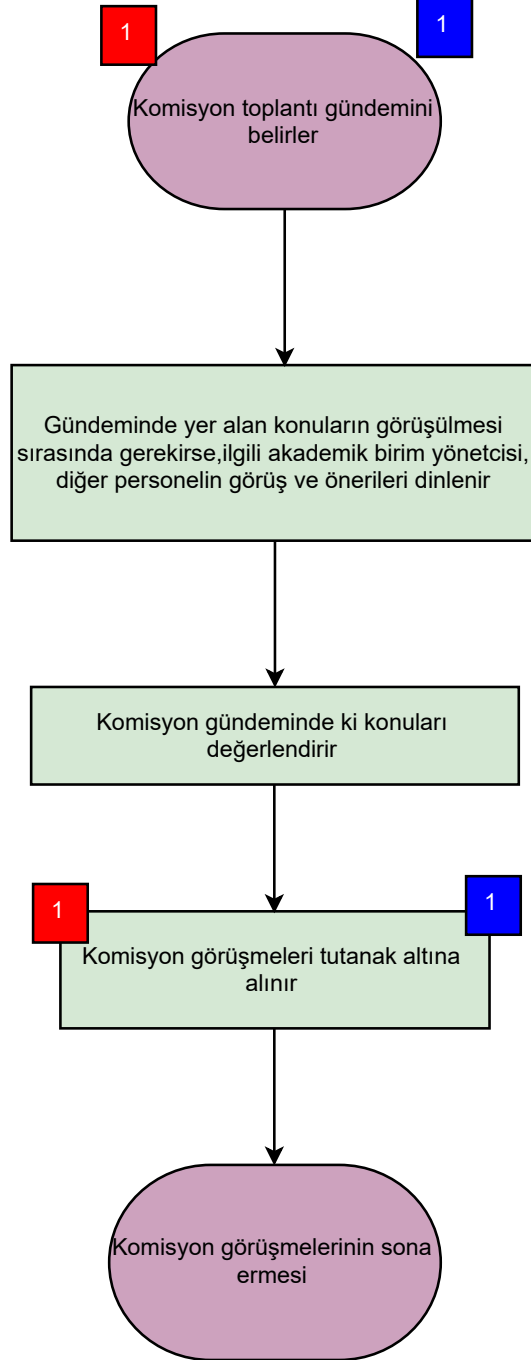 1
1
Komisyon toplantı gündemini
belirler
Gündeminde yer alan konuların görüşülmesi
sırasında gerekirse,ilgili akademik birim yönetcisi,
diğer personelin görüş ve önerileri dinlenir
Komisyon gündeminde ki konuları
değerlendirir
1
1
Komisyon görüşmeleri tutanak altına
alınır
Komisyon görüşmelerinin sona
ermesi